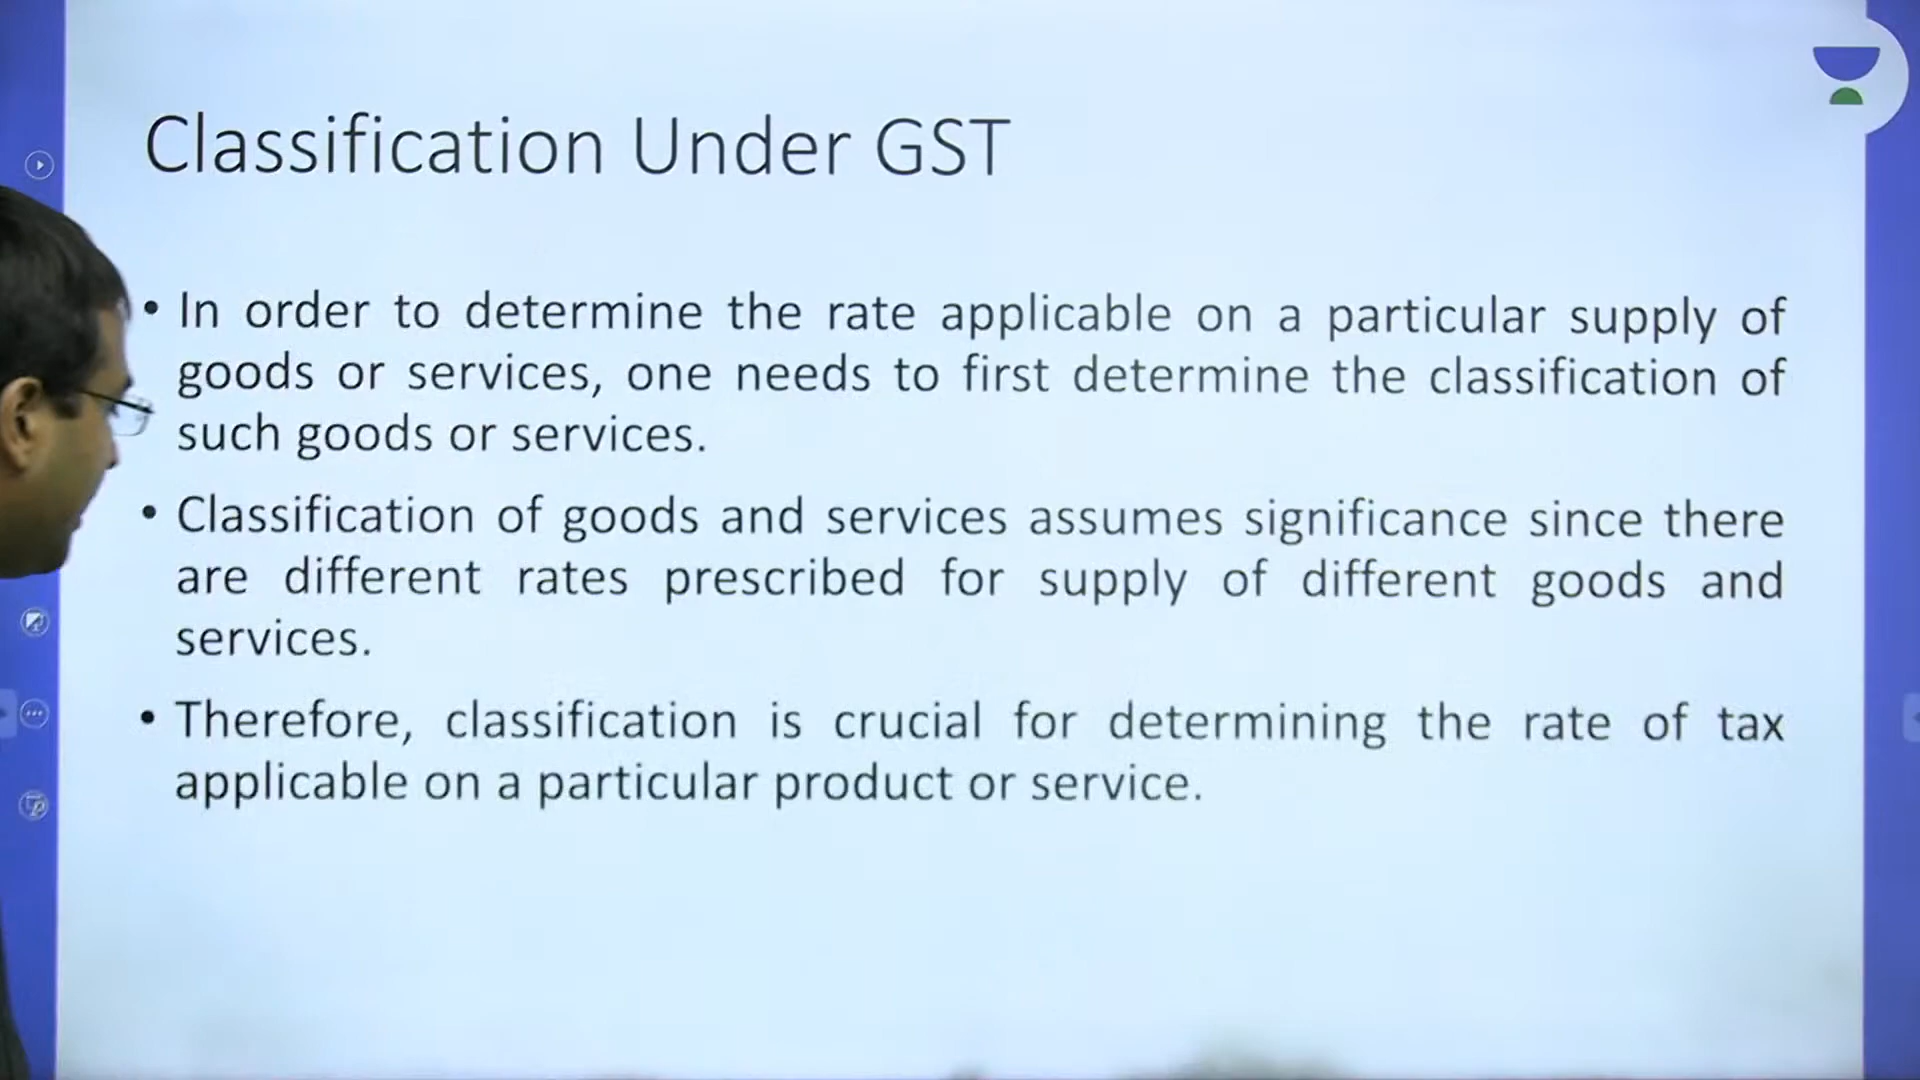 Classification Under GST
• In order to determine the rate applicable on a particular supply of
goods or services, one needs to first determine the classification of
such goods or services.
• Classification of goods and services assumes significance since there
are different rates prescribed for supply of different goods and
services.
• Therefore, classification is crucial for determining the rate of tax
applicable on a particular product or service.